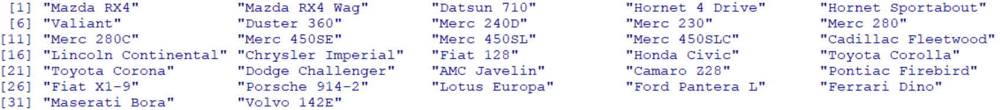 [1] "Mazda RX4" "Mazda RX4 Wag" "Datsun 710" "Hornet 4 Drive" "Hornet Sportabout"
[6] "Valiant" "Duster 360" "Merc 240D" "Merc 230" "Merc 280"
[11] "Merc 280C" "Merc 450SE" "Merc 450SL" "Merc 450SLC" "Cadillac Fleetwood"
[16] "Lincoln Continental" "Chrysler Imperial" "Fiat 128" "Honda Civic" "Toyota Corolla"
[21] "Toyota Corona" "Dodge Challenger" "AMC Javelin" "Camaro Z28" "Pontiac Firebird"
[26] "Fiat X1-9" "Porsche 914-2" "Lotus Europa" "Ford Pantera L" "Ferrari Dino"
[31] "Maserati Bora" "Volvo 142E"